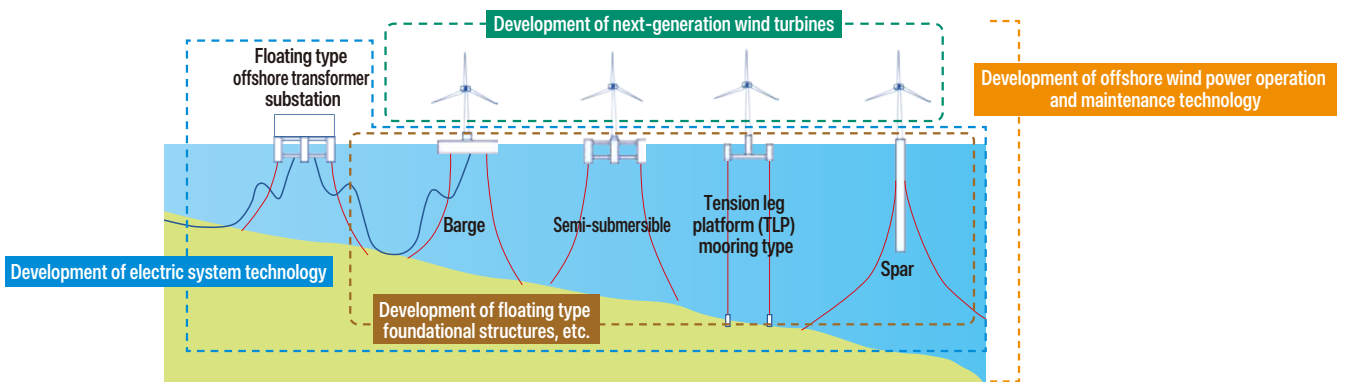 Development of next-generation wind turbines
Floating type
offshore transformer
substation
Development of offshore wind power operation
and maintenance technology
Barge
Semi-submersible
Tension leg
platform (TLP)
mooring type
Spar
Development of electric system technology
Development of floating type
foundational structures, etc.